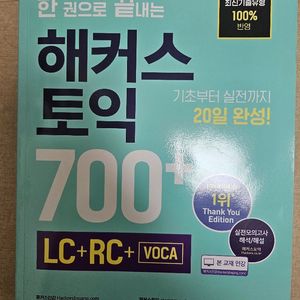 한 권으로 끝내는
최신기출유형
100%
반영
해커스
토익
기초부터 실전까지
20일 완성!
700+
1위
Thank You
Edition
LC+RC+ VOCA
실전모의고사
해석/해설
본 교재 인강